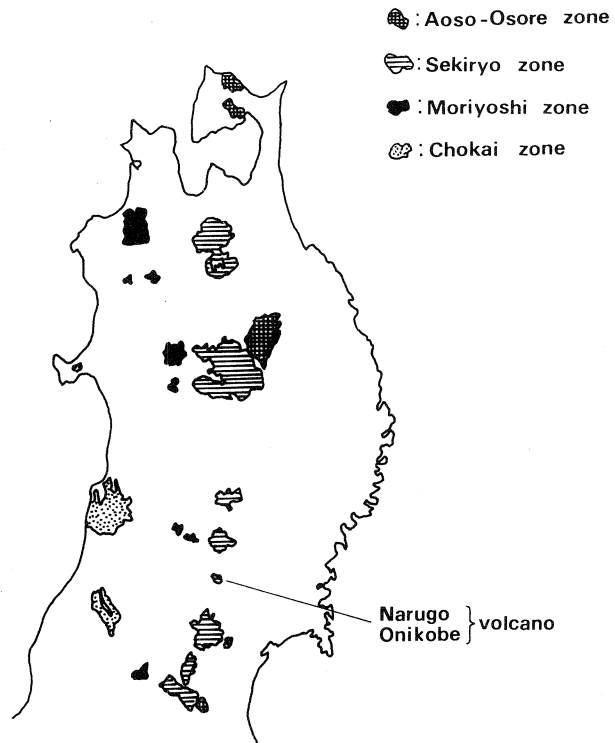 : Aoso-Osore zone
: Sekiryo zone
: Moriyoshi zone
: Chokai zone
Narugo
Onikobe
volcano